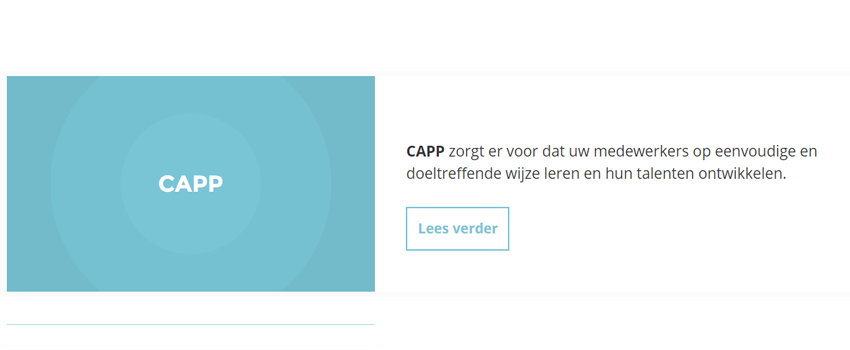 CAPP
CAPP zorgt er voor dat uw medewerkers op eenvoudige en
doeltreffende wijze leren en hun talenten ontwikkelen.
Lees verder